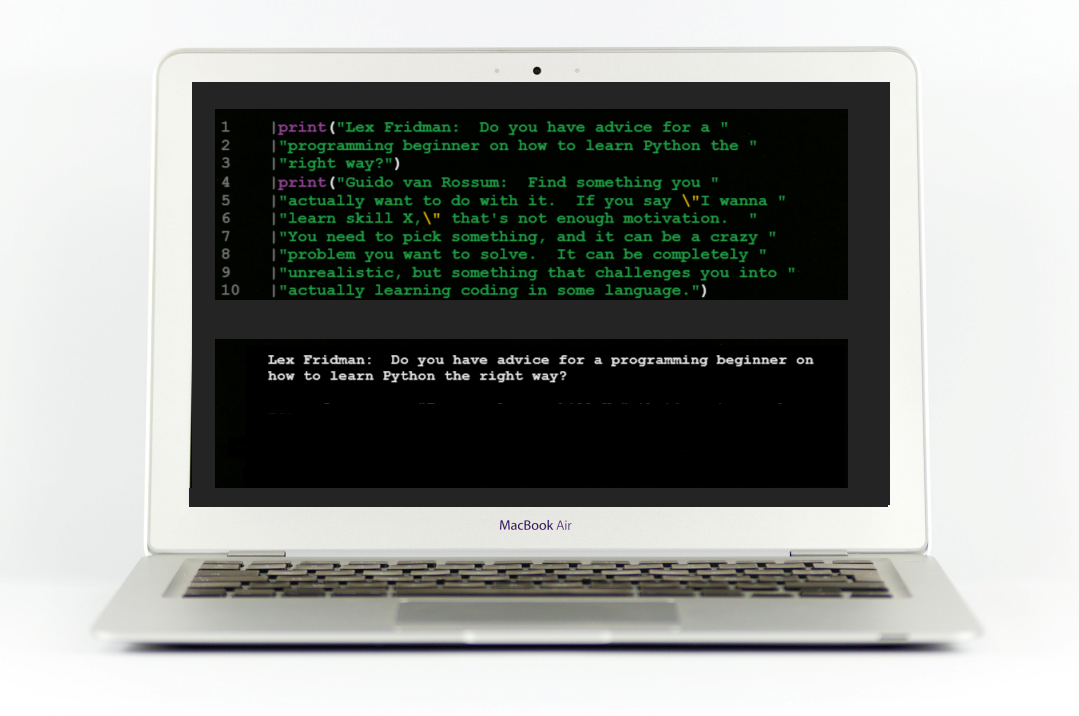 1 |print("Lex Fridman:  Do you have advice for a "
2 |"programming beginner on how to learn Python the "
3 |"right way?")
4 |print("Guido van Rossum:  Find something you "
5 |"actually want to do with it.  If you say \"I wanna "
6 |"learn skill X,\" that's not enough motivation.  "
7 |"You need to pick something, and it can be a crazy "
8 |"problem you want to solve.  It can be completely "
9 |"unrealistic, but something that challenges you into "
10 |"actually learning coding in some language.")
Lex Fridman:  Do you have advice for a programming beginner on
how to learn Python the right way?
MacBook Air